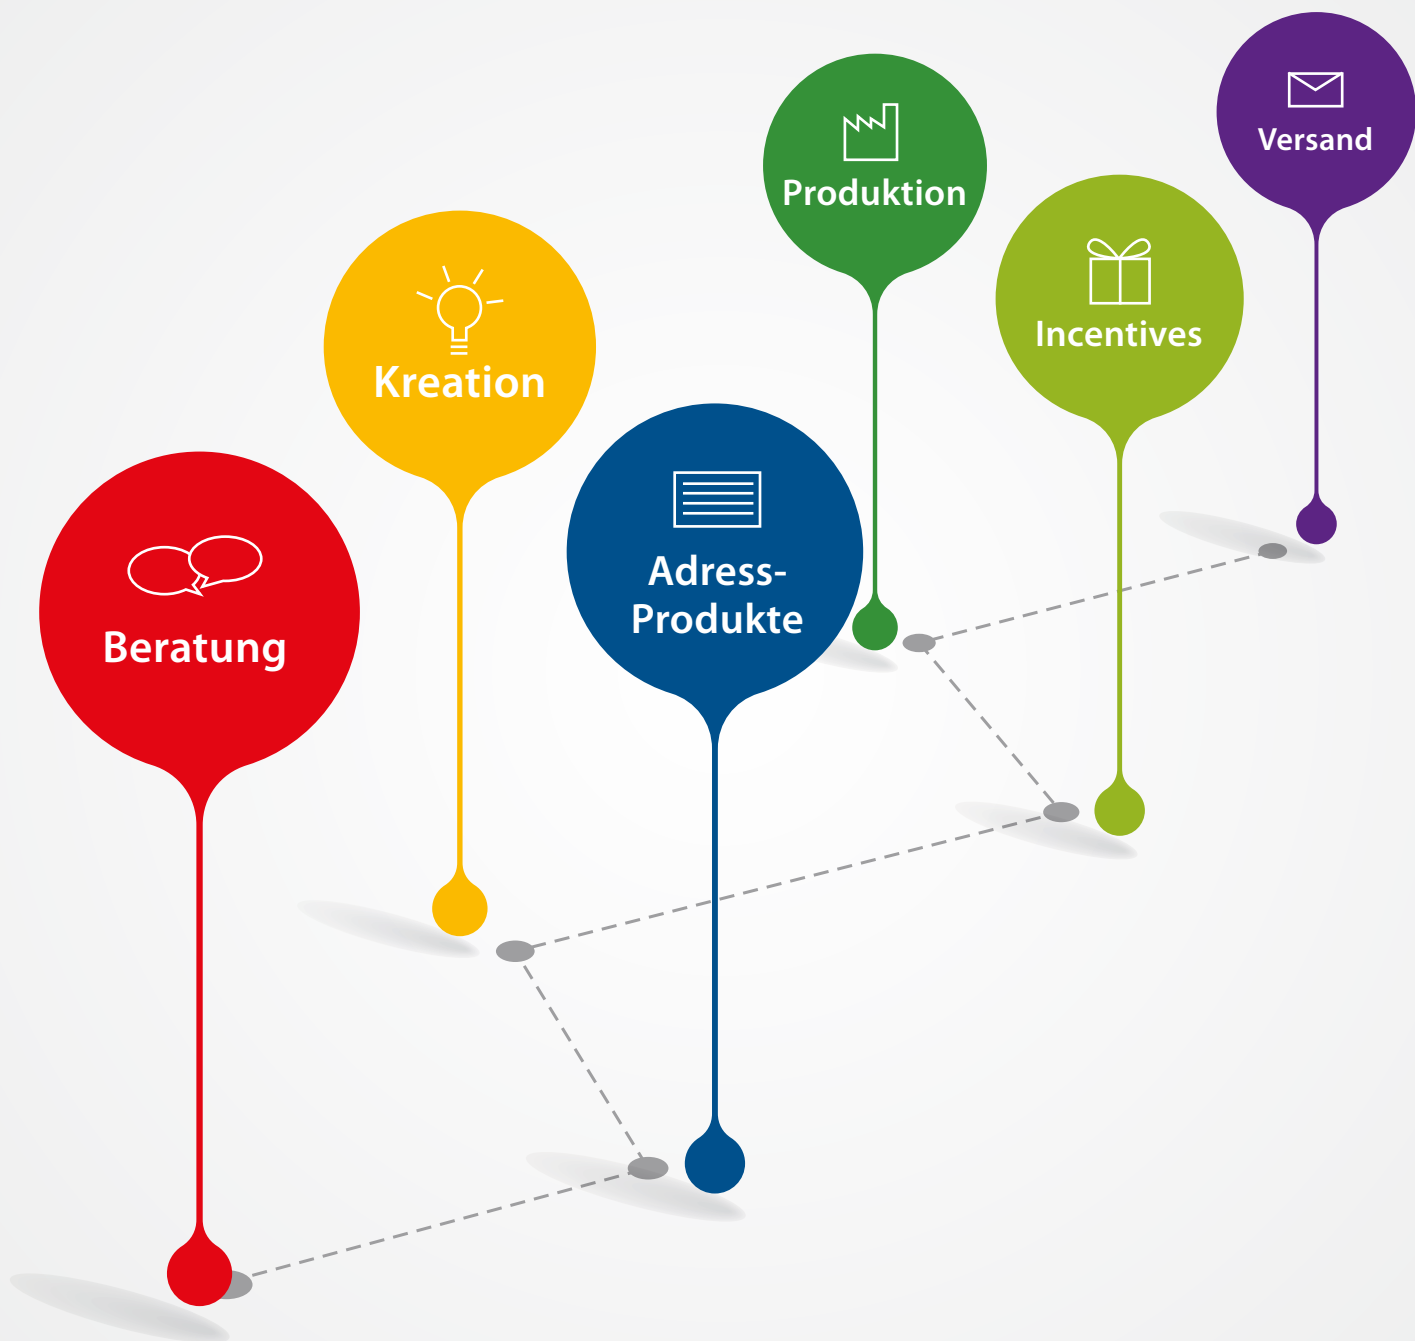 Versand
Produktion
Incentives
Kreation
Adress-
Produkte
Beratung